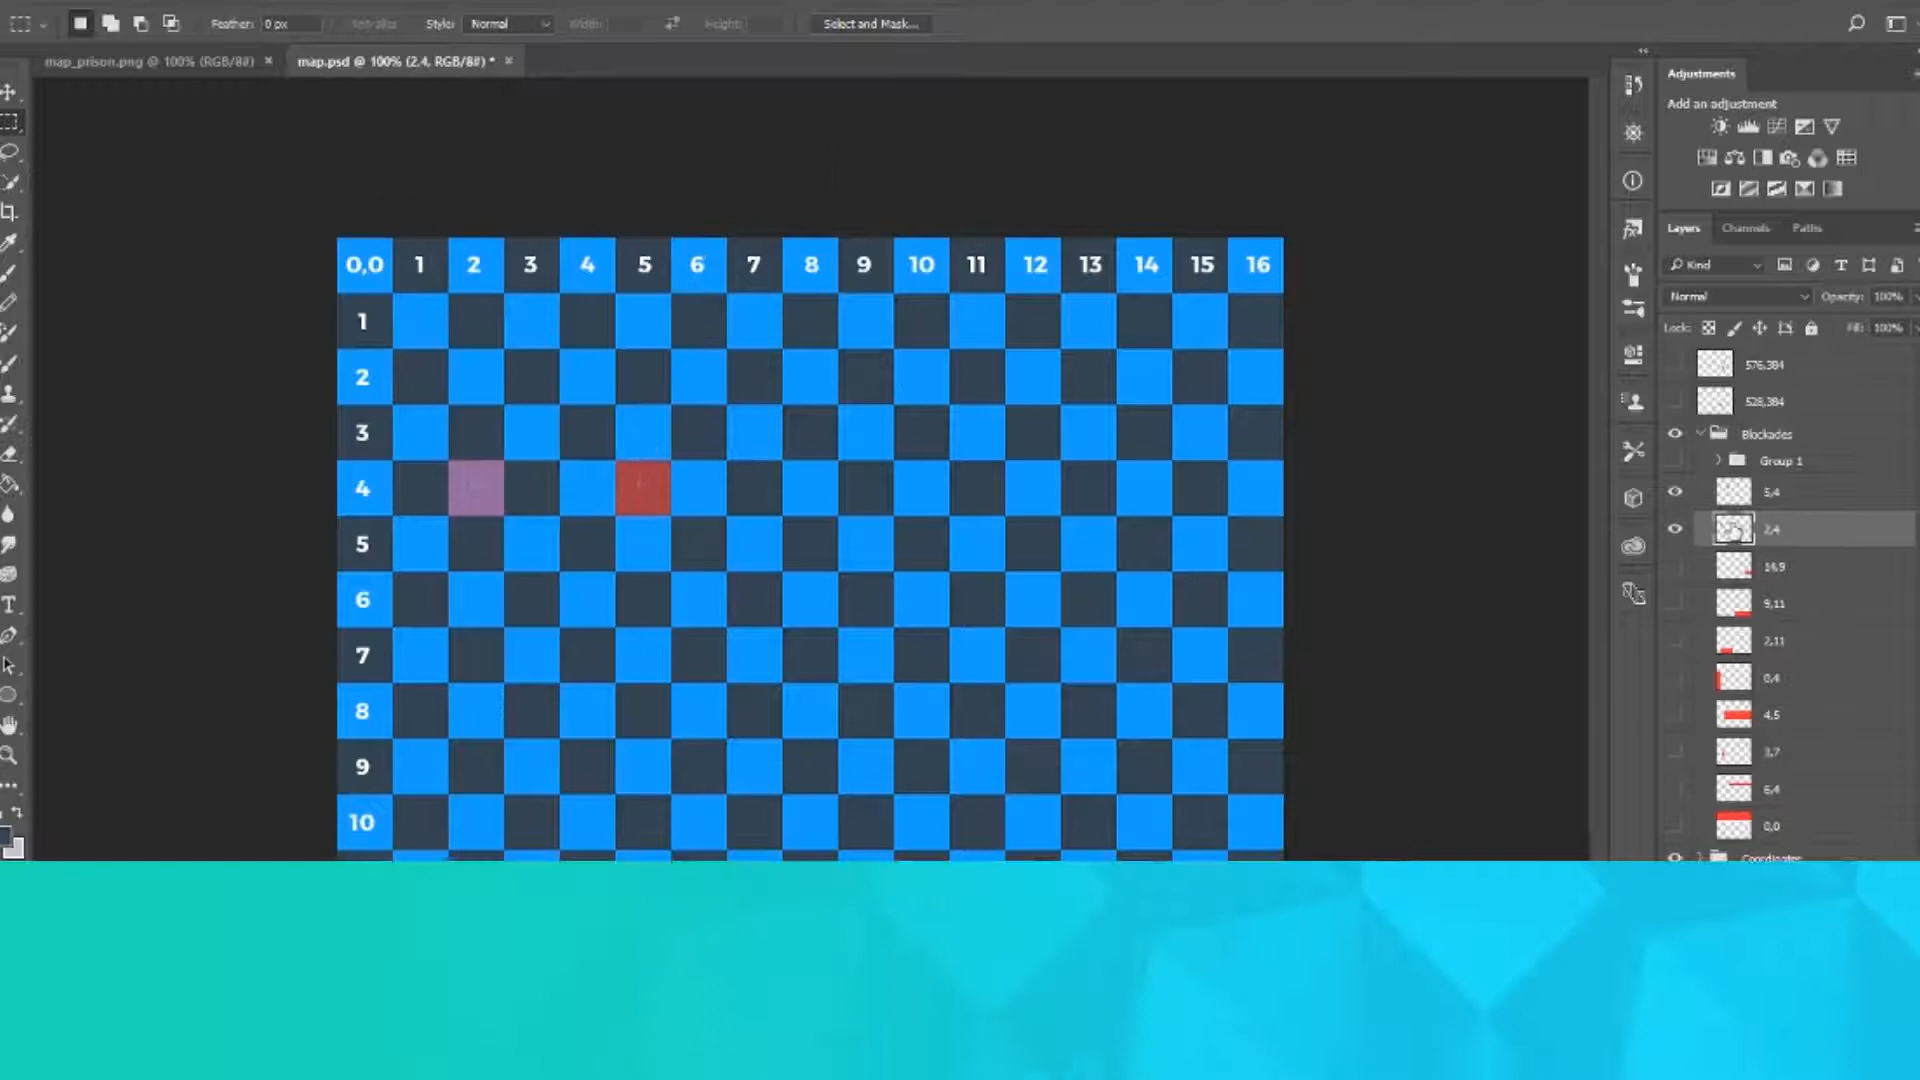 Feather: 0 px Style: Normal Width: Height: Select and Mask...
map_prison.png @ 100% (RGB/8#) × map.psd @ 100% (2,4, RGB/8#) * ×
Adjustments
Add an adjustment
Layers Channels Paths
Kind
Normal Opacity: 100%
Lock: Fill: 100%
576,384
528,384
Blockades
Group 1
5,4
2,4
9,11
2,11
0,4
4,5
3,7
6,4
0,0
Coordinates
0,0 1 2 3 4 5 6 7 8 9 10 11 12 13 14 15 16
1
2
3
4
5
6
7
8
9
10